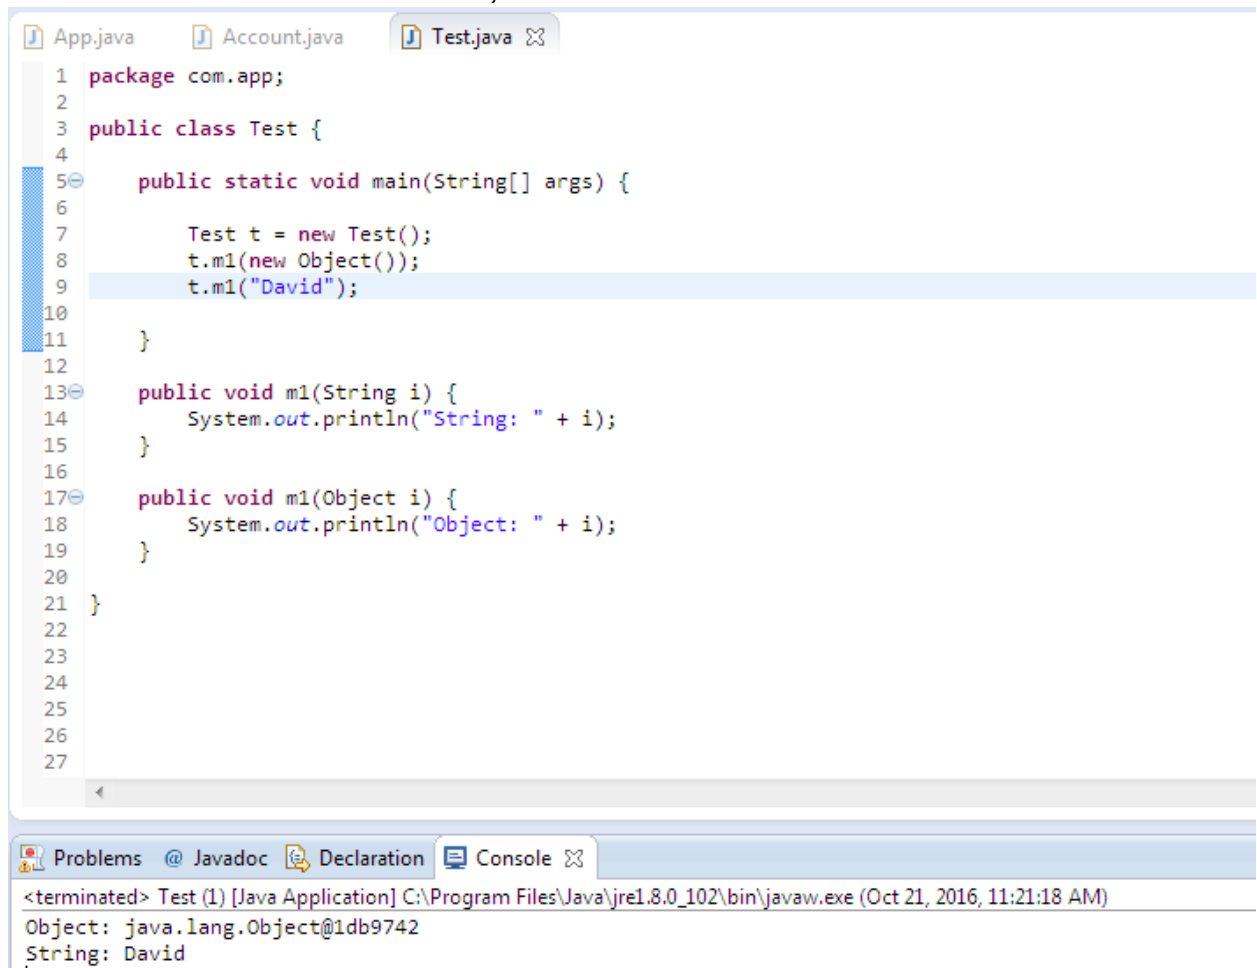 App.java Account.java Test.java
1 package com.app;
2
3 public class Test {
4
5 public static void main(String[] args) {
6
7 Test t = new Test();
8 t.m1(new Object());
9 t.m1("David");
10
11 }
12
13 public void m1(String i) {
14 System.out.println("String: " + i);
15 }
16
17 public void m1(Object i) {
18 System.out.println("Object: " + i);
19 }
20
21 }
22
23
24
25
26
27
Problems @ Javadoc Declaration Console
<terminated> Test (1) [Java Application] C:\Program Files\Java\jre1.8.0_102\bin\javaw.exe (Oct 21, 2016, 11:21:18 AM)
Object: java.lang.Object@1db9742
String: David